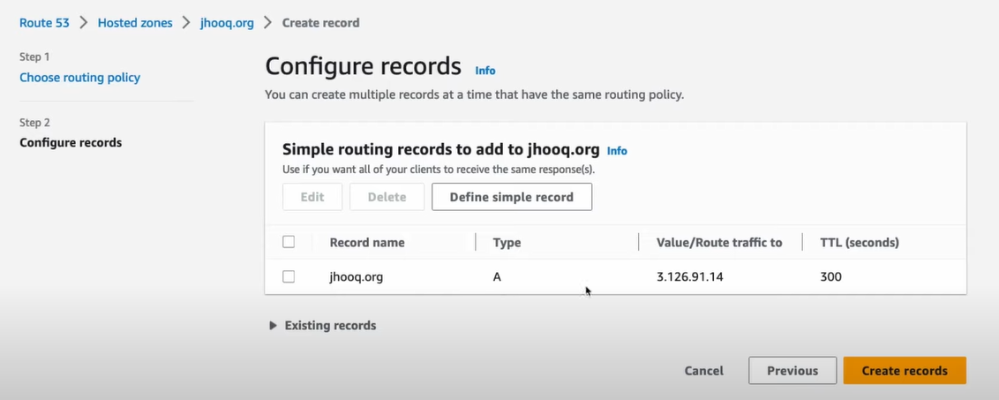 Route 53 > Hosted zones > jhooq.org > Create record
Step 1
Choose routing policy
Step 2
Configure records
Configure records Info
You can create multiple records at a time that have the same routing policy.
Simple routing records to add to jhooq.org Info
Use if you want all of your clients to receive the same response(s).
Edit Delete Define simple record
Record name Type Value/Route traffic to TTL (seconds)
jhooq.org A 3.126.91.14 300
Existing records
Cancel Previous Create records